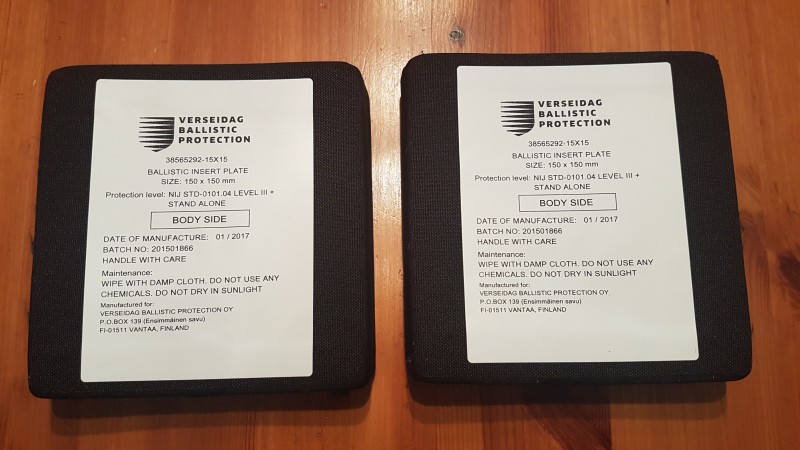 VERSEIDAG
BALLISTIC
PROTECTION
38565292-15X15
BALLISTIC INSERT PLATE
SIZE: 150 x 150 mm
Protection level: NIJ STD-0101.04 LEVEL III +
STAND ALONE
BODY SIDE
DATE OF MANUFACTURE: 01 / 2017
BATCH NO: 201501866
HANDLE WITH CARE
Maintenance:
WIPE WITH DAMP CLOTH. DO NOT USE ANY
CHEMICALS. DO NOT DRY IN SUNLIGHT
Manufactured for:
VERSEIDAG BALLISTIC PROTECTION OY
P.O.BOX 139 (Ensimmäinen savu)
FI-01511 VANTAA, FINLAND
VERSEIDAG
BALLISTIC
PROTECTION
38565292-15X15
BALLISTIC INSERT PLATE
SIZE: 150 x 150 mm
Protection level: NIJ STD-0101.04 LEVEL III +
STAND ALONE
BODY SIDE
DATE OF MANUFACTURE: 01 / 2017
BATCH NO: 201501866
HANDLE WITH CARE
Maintenance:
WIPE WITH DAMP CLOTH. DO NOT USE ANY
CHEMICALS. DO NOT DRY IN SUNLIGHT
Manufactured for:
VERSEIDAG BALLISTIC PROTECTION OY
P.O.BOX 139 (Ensimmäinen savu)
FI-01511 VANTAA, FINLAND